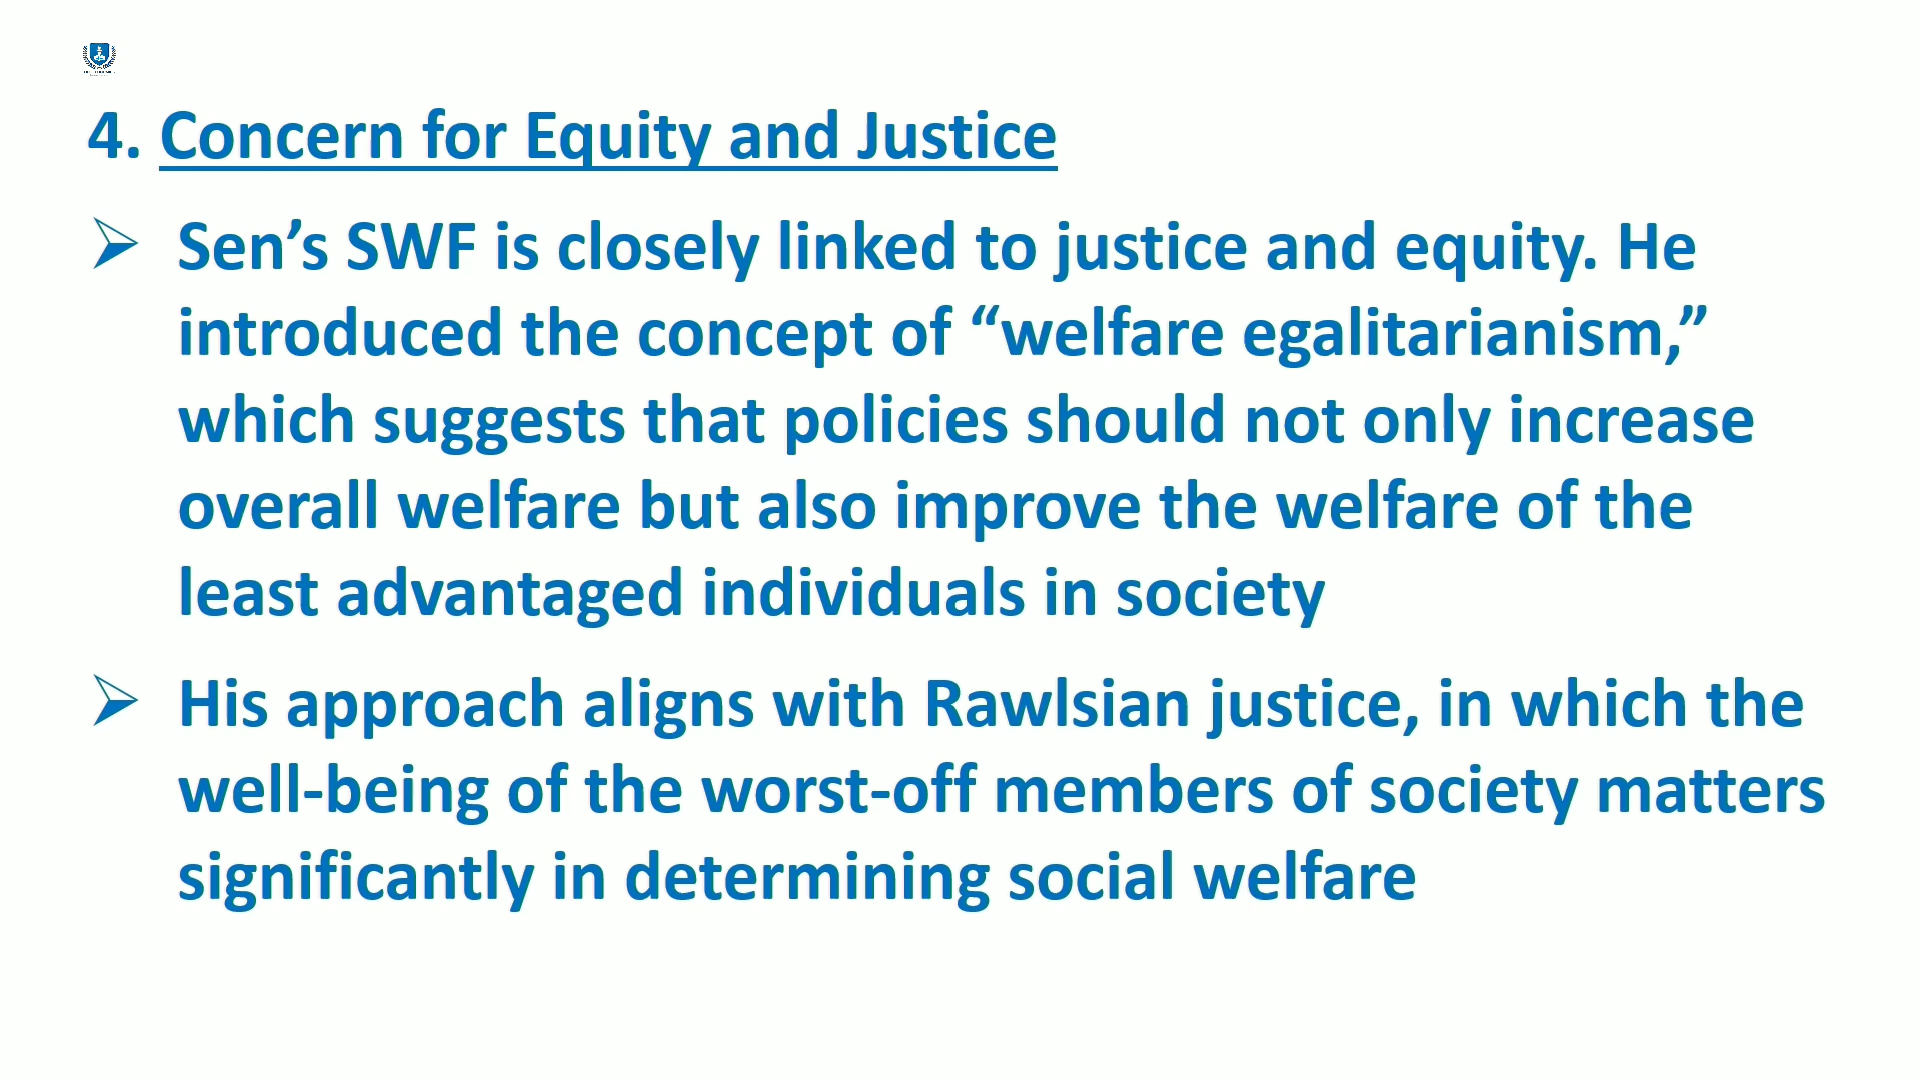 4. Concern for Equity and Justice
➢ Sen’s SWF is closely linked to justice and equity. He
introduced the concept of “welfare egalitarianism,”
which suggests that policies should not only increase
overall welfare but also improve the welfare of the
least advantaged individuals in society
➢ His approach aligns with Rawlsian justice, in which the
well-being of the worst-off members of society matters
significantly in determining social welfare